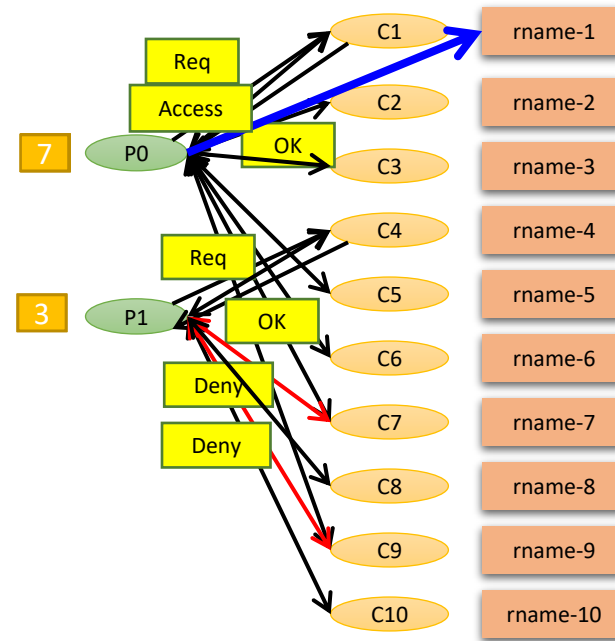 C1
rname-1
Req
Access
C2
rname-2
7
P0
OK
C3
rname-3
C4
rname-4
Req
C5
rname-5
3
P1
OK
C6
rname-6
Deny
C7
rname-7
Deny
C8
rname-8
C9
rname-9
C10
rname-10